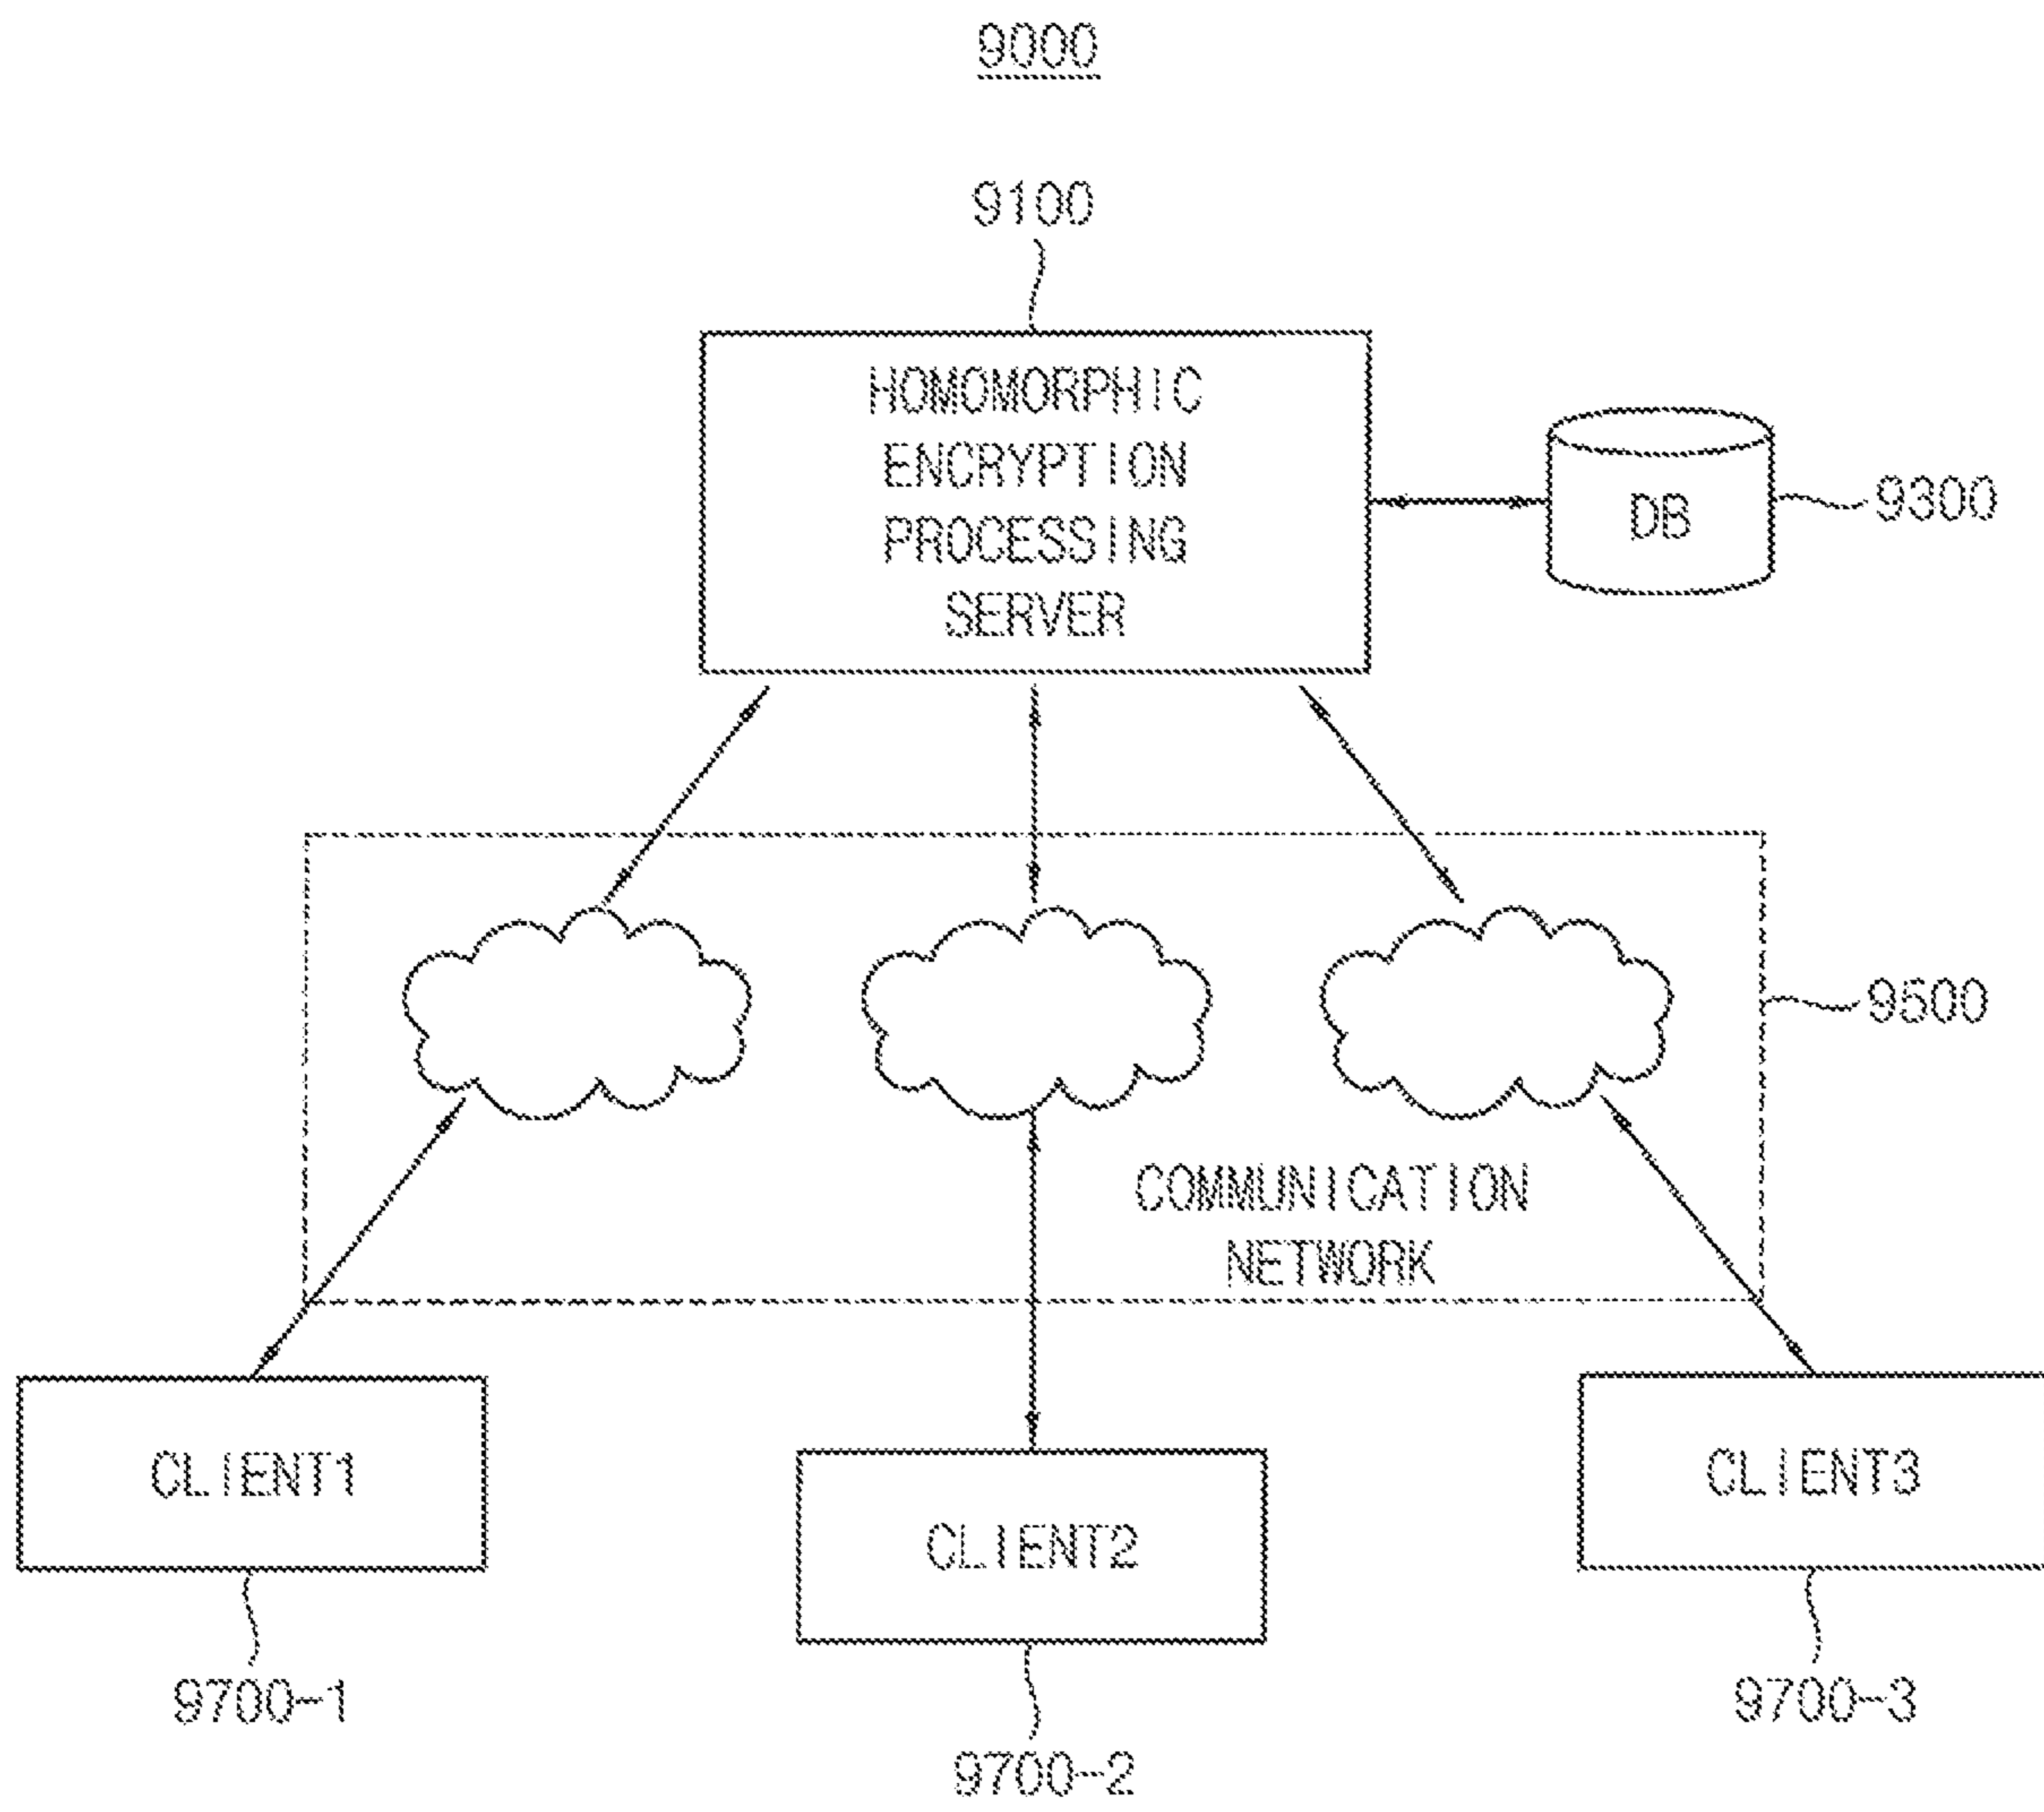 9000
9100
HOMOMORPHIC
ENCRYPTION
PROCESSING
SERVER
DB
9300
9500
COMMUNICATION
NETWORK
CLIENT1
CLIENT2
CLIENT3
9700-1
9700-2
9700-3